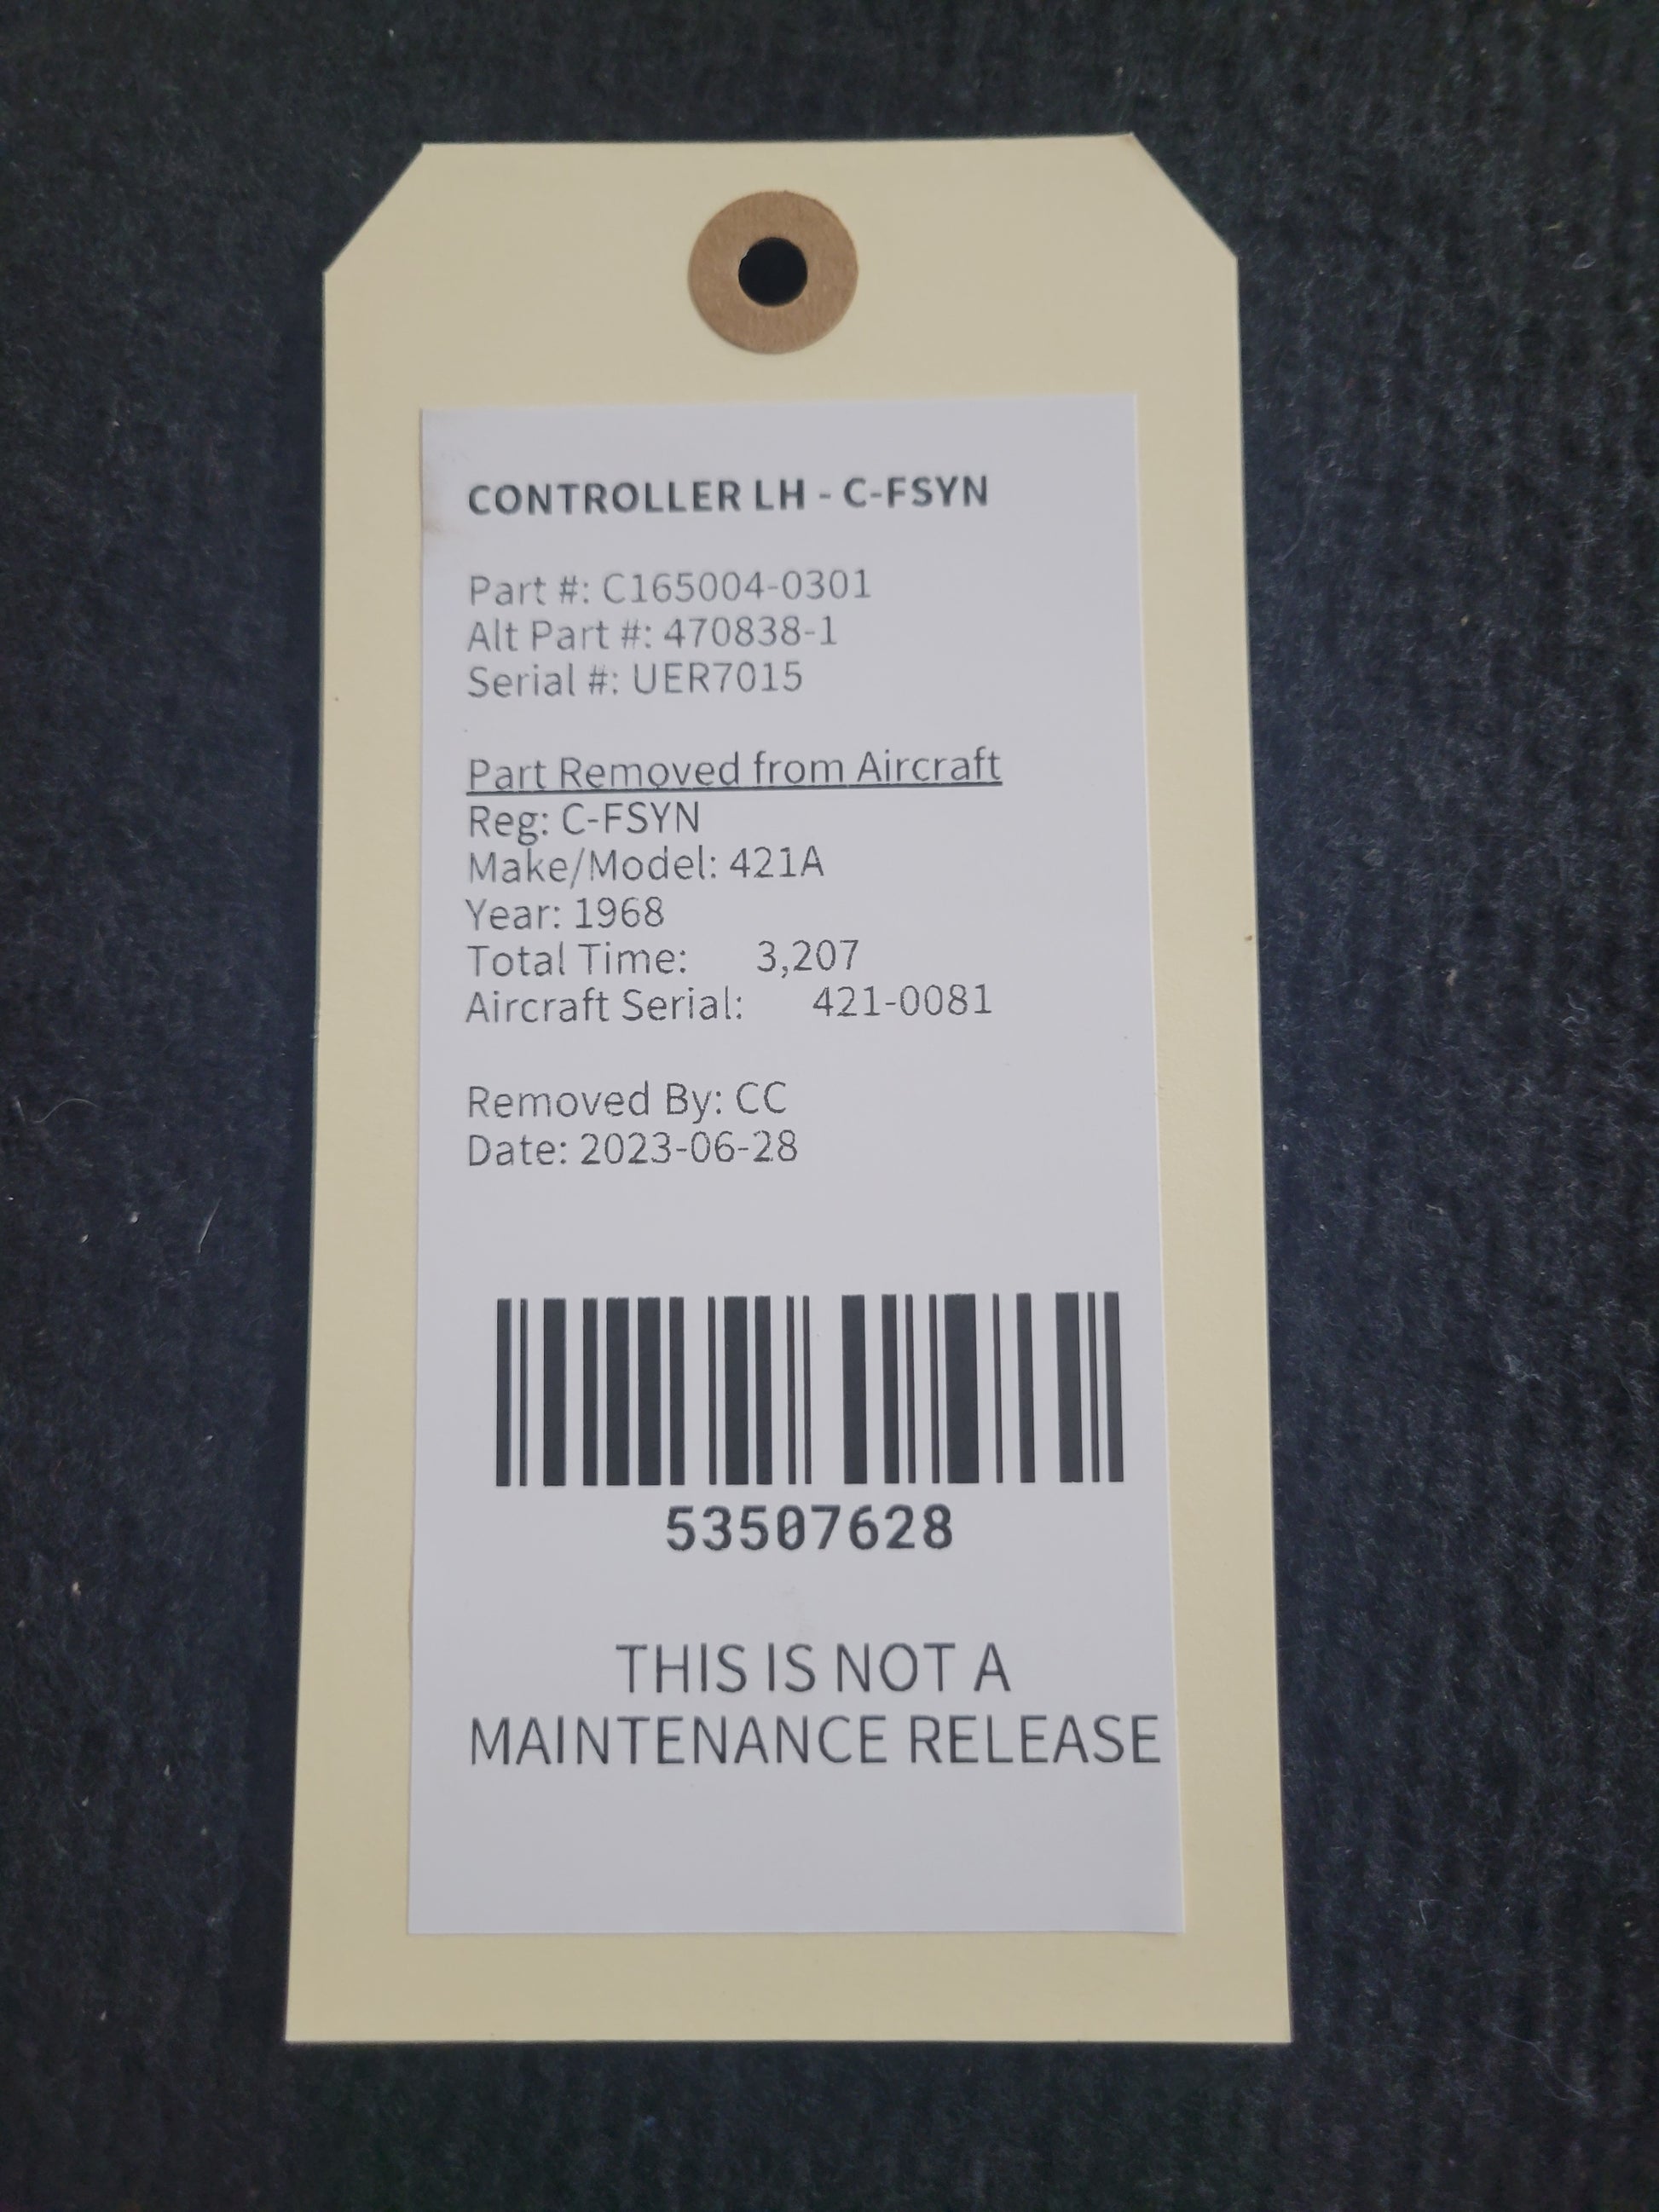 CONTROLLER LH - C-FSYN
Part #: C165004-0301
Alt Part #: 470838-1
Serial #: UER7015
Part Removed from Aircraft
Reg: C-FSYN
Make/Model: 421A
Year: 1968
Total Time: 3,207
Aircraft Serial: 421-0081
Removed By: CC
Date: 2023-06-28
53507628
THIS IS NOT A
MAINTENANCE RELEASE